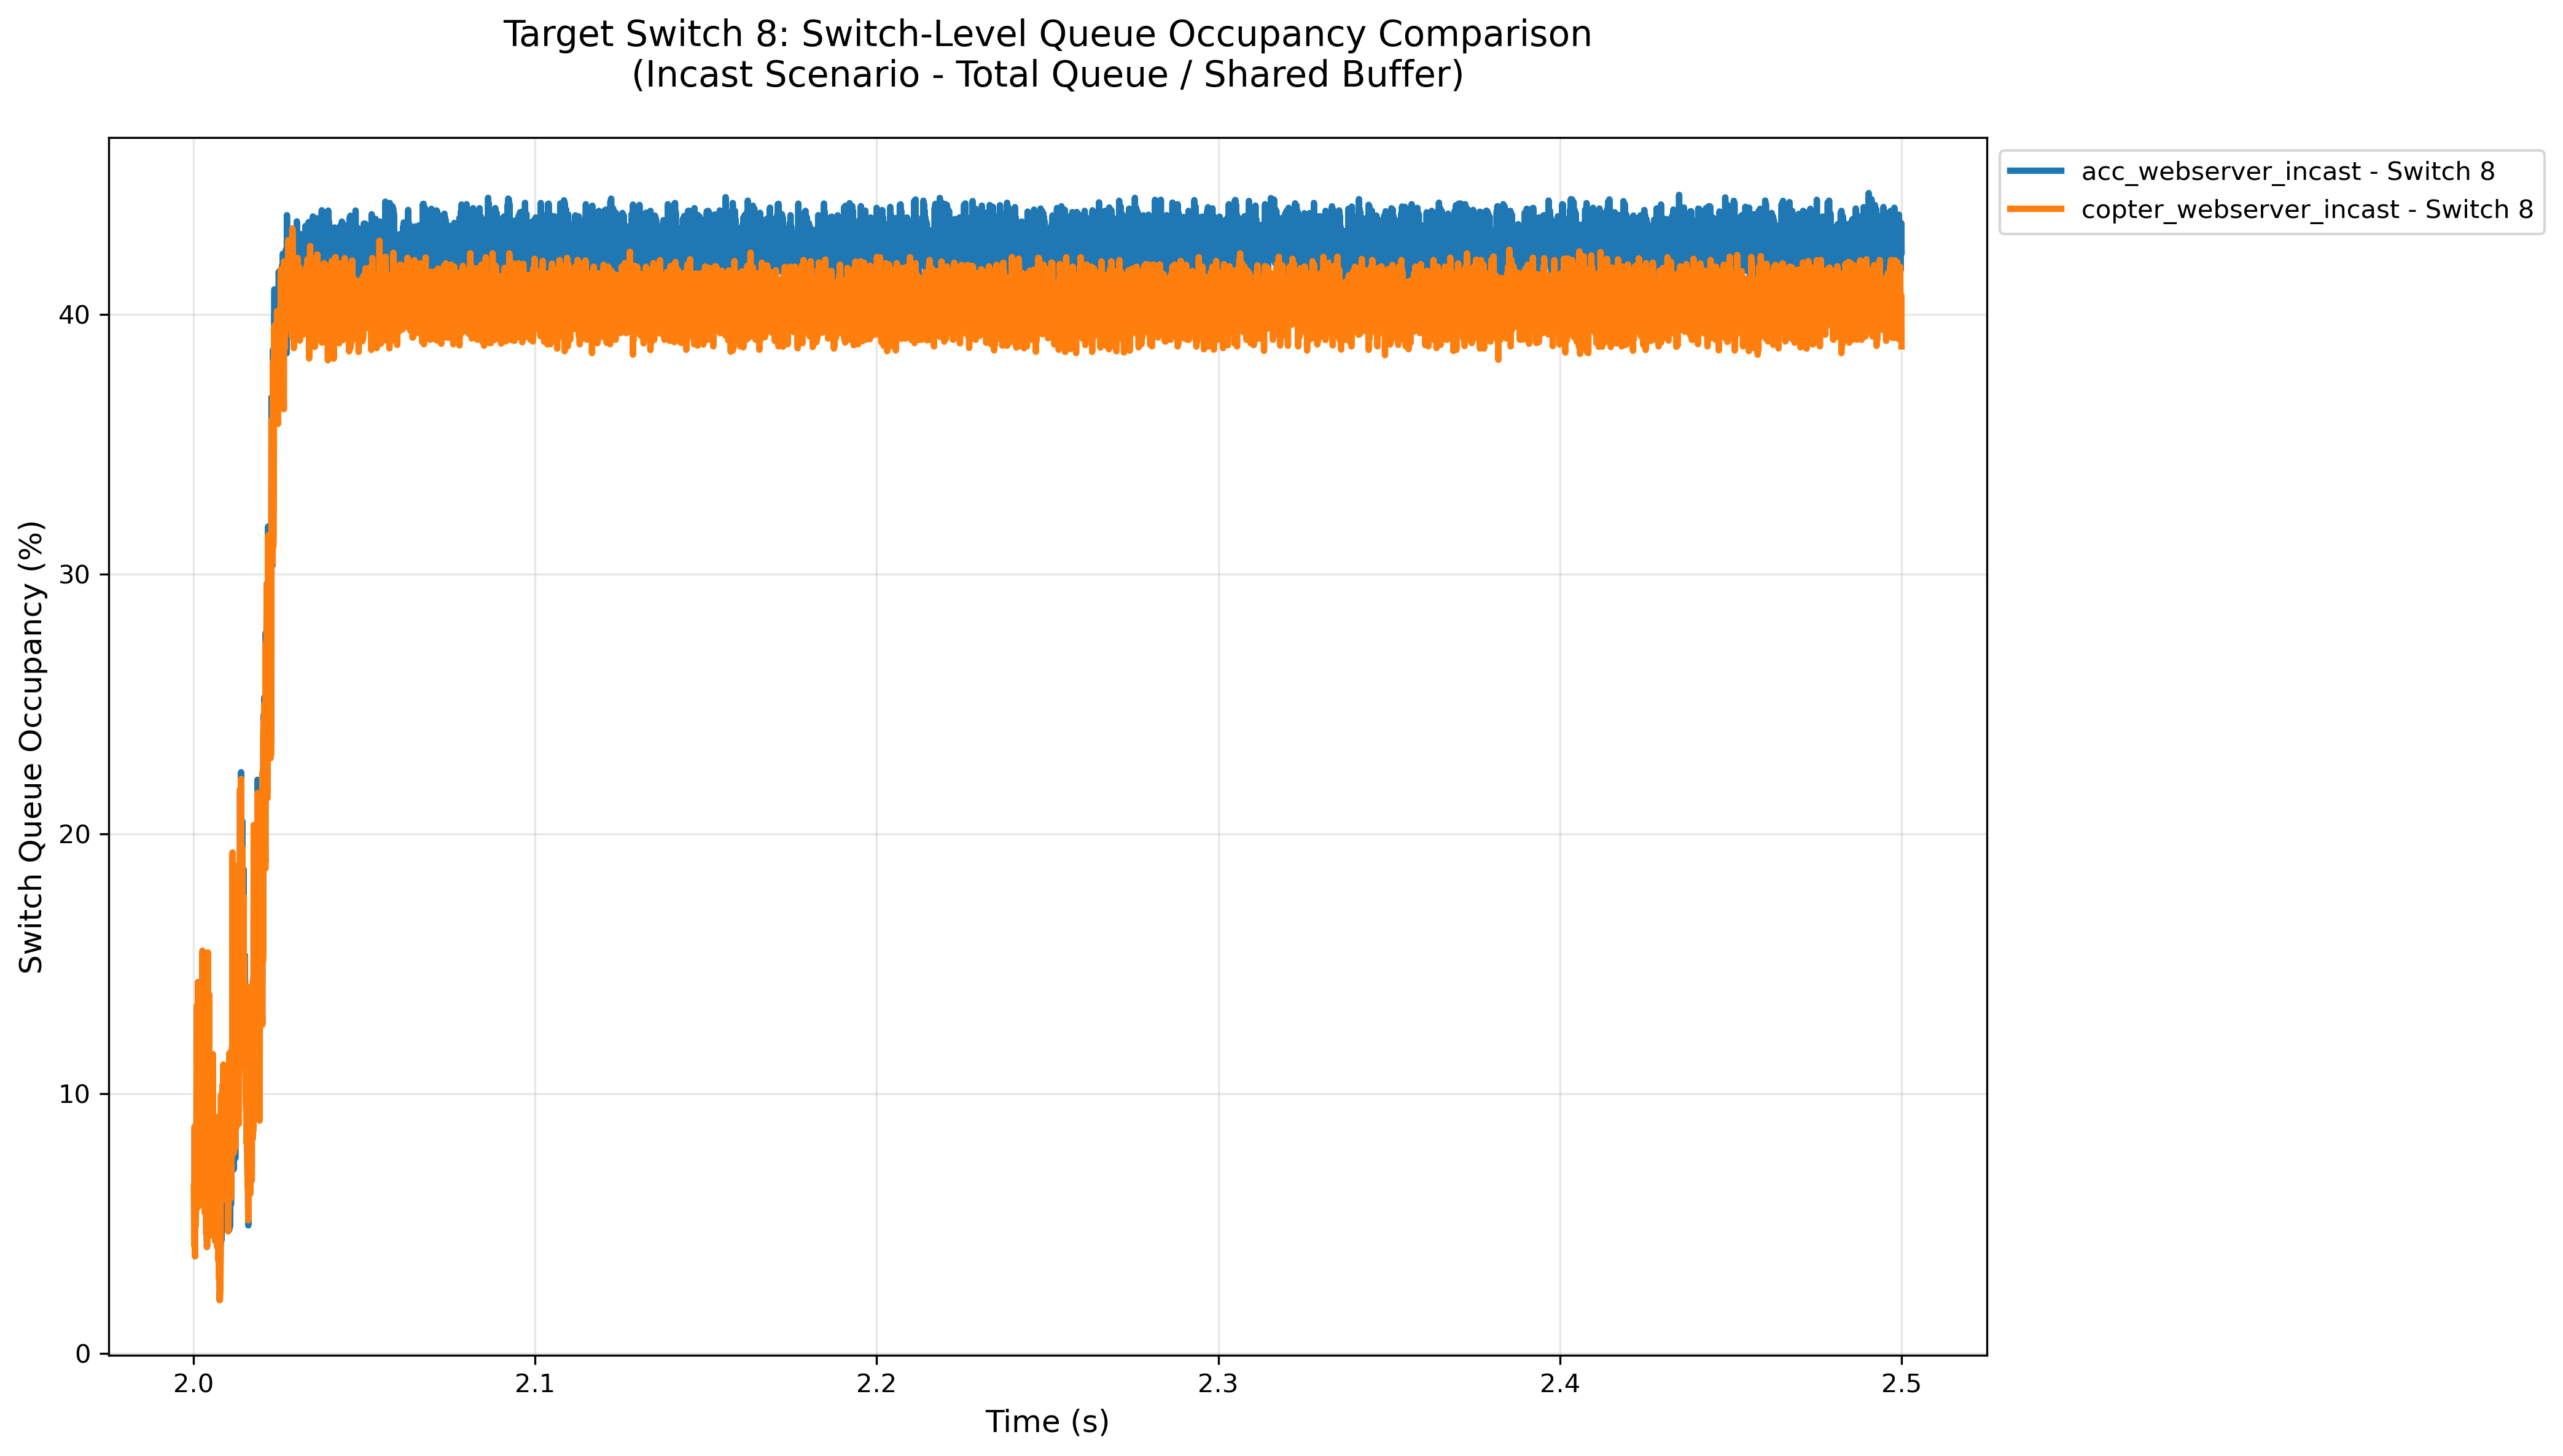 Target Switch 8: Switch-Level Queue Occupancy Comparison
(Incast Scenario - Total Queue / Shared Buffer)
acc_webserver_incast - Switch 8
copter_webserver_incast - Switch 8
Switch Queue Occupancy (%)
40
30
20
10
0
2.0 2.1 2.2 2.3 2.4 2.5
Time (s)